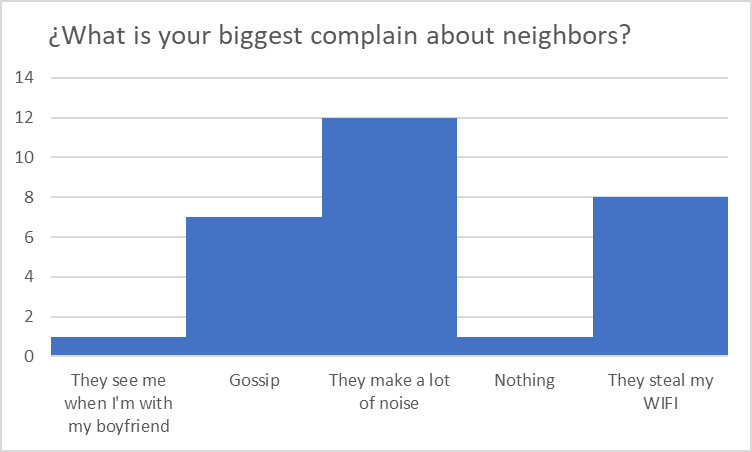 ¿What is your biggest complain about neighbors?
14
12
10
8
6
4
2
0
They see me
when I'm with
my boyfriend
Gossip
They make a lot
of noise
Nothing
They steal my
WIFI